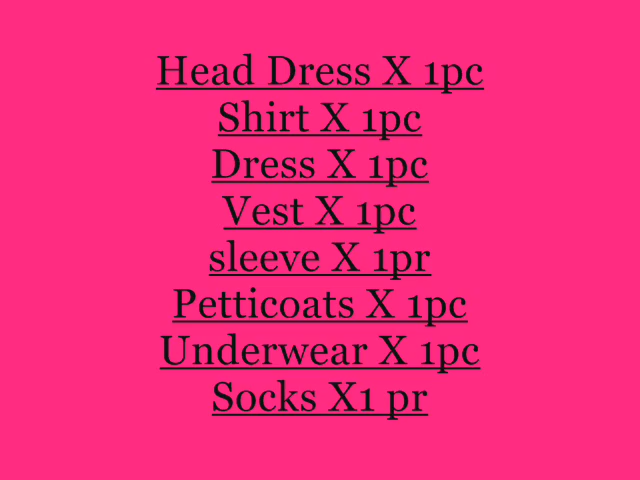 Head Dress X 1pc
Shirt X 1pc
Dress X 1pc
Vest X 1pc
sleeve X 1pr
Petticoats X 1pc
Underwear X 1pc
Socks X1 pr